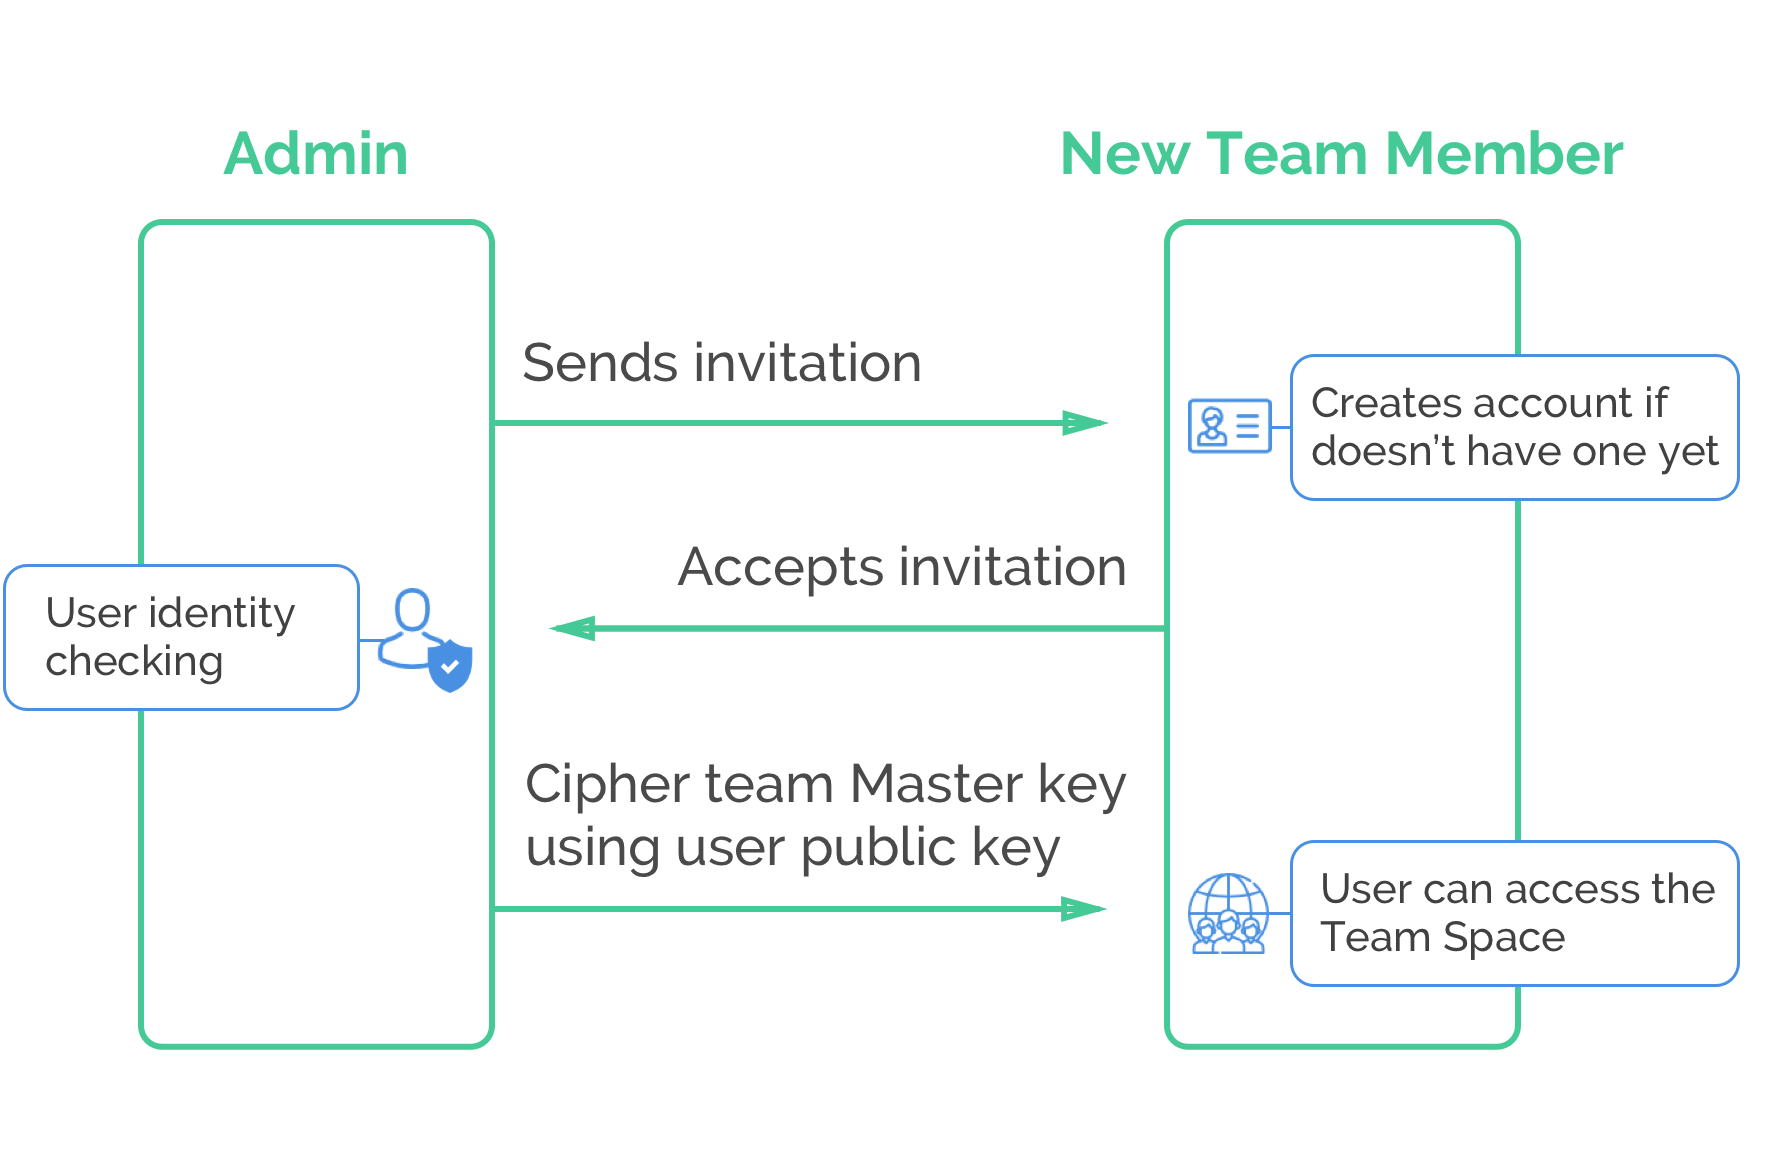 Admin
New Team Member
Sends invitation
Creates account if
doesn't have one yet
Accepts invitation
User identity
checking
Cipher team Master key
using user public key
User can access the
Team Space